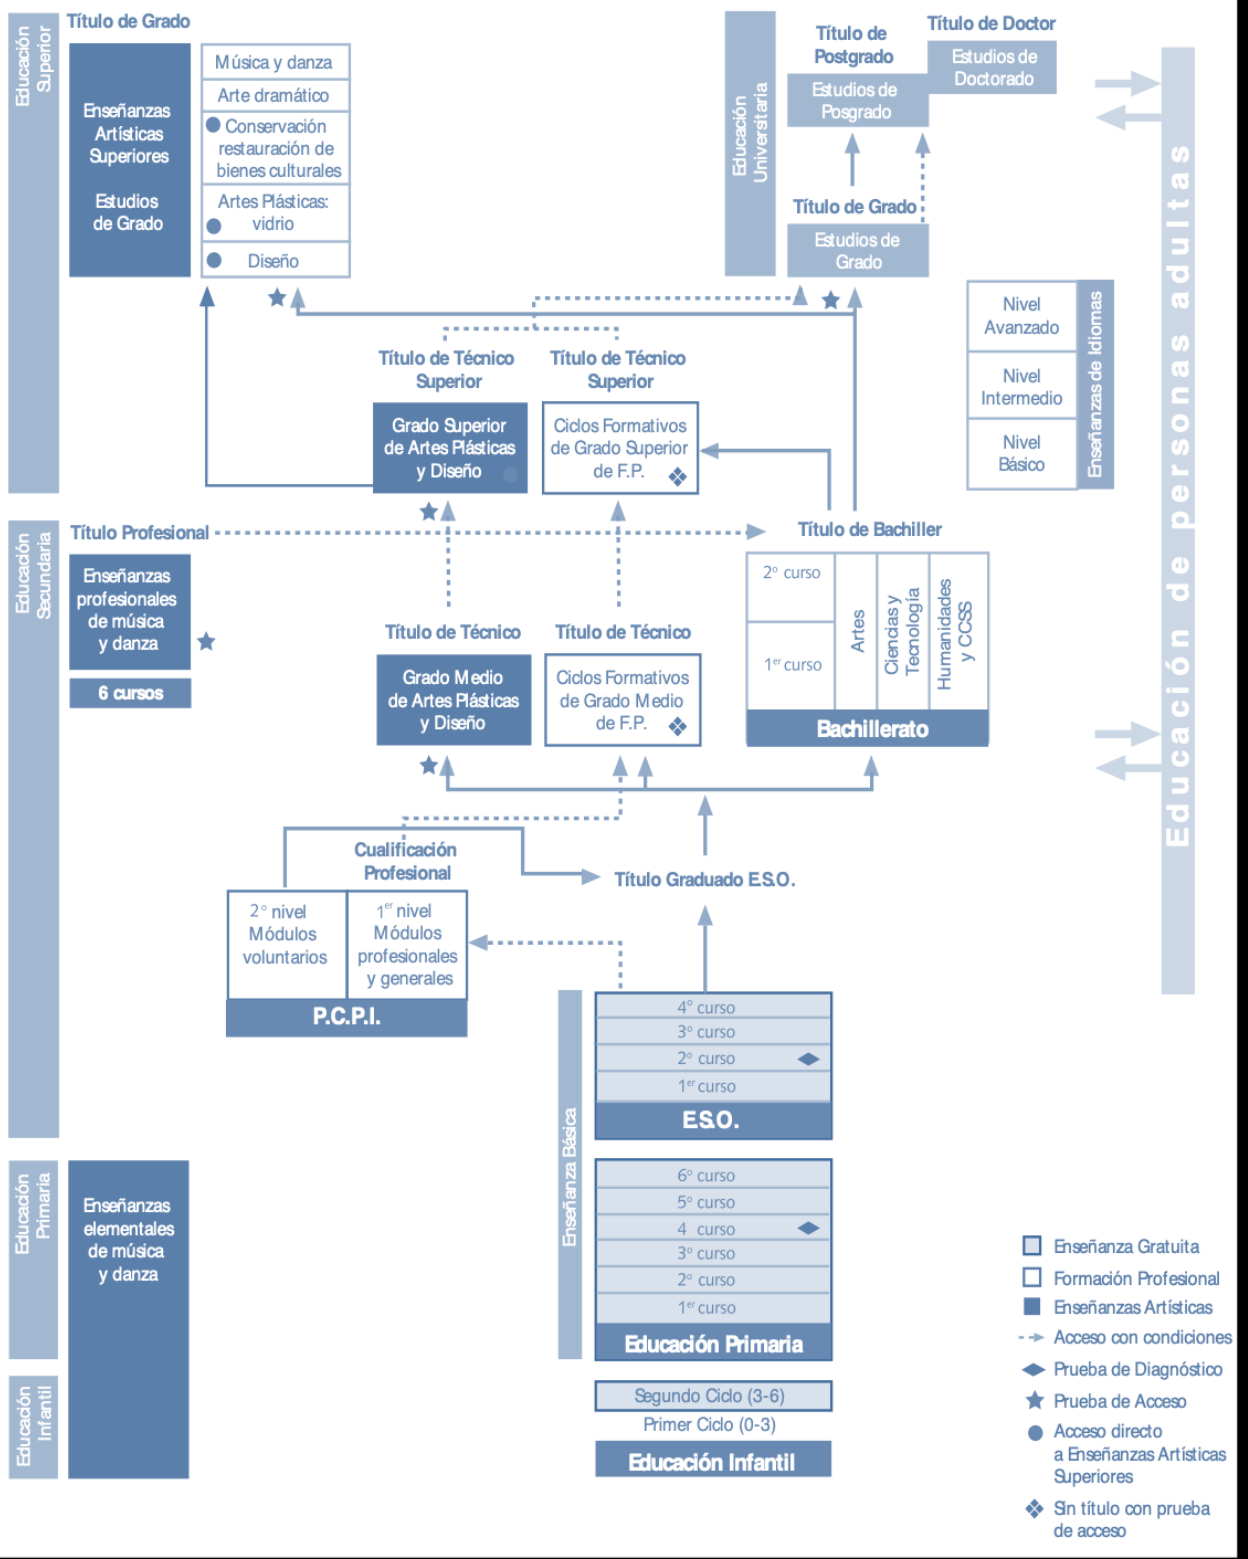 Educación
Superior
Título de Grado
Enseñanzas
Artísticas
Superiores
Estudios
de Grado
Música y danza
Arte dramático
Conservación
restauración de
bienes culturales
Artes Plásticas:
vidrio
Diseño
Educación
Universitaria
Título de
Postgrado
Título de Doctor
Estudios de
Posgrado
Estudios de
Doctorado
Título de Grado
Estudios de
Grado
Educación de personas adultas
Nivel
Avanzado
Nivel
Intermedio
Nivel
Básico
Enseñanzas de Idiomas
Título de Técnico
Superior
Grado Superior
de Artes Plásticas
y Diseño
Título de Técnico
Superior
Ciclos Formativos
de Grado Superior
de F.P.
Educación
Secundaria
Título Profesional
Enseñanzas
profesionales
de música
y danza
6 cursos
Título de Bachiller
2º curso
1er curso
Artes
Ciencias y
Tecnología
Humanidades
y CCSS
Bachillerato
Título de Técnico
Grado Medio
de Artes Plásticas
y Diseño
Título de Técnico
Ciclos Formativos
de Grado Medio
de F.P.
Cualificación
Profesional
Título Graduado E.S.O.
2º nivel
Módulos
voluntarios
1er nivel
Módulos
profesionales
y generales
P.C.P.I.
Enseñanza Básica
4º curso
3º curso
2º curso
1er curso
E.S.O.
Educación
Primaria
Enseñanzas
elementales
de música
y danza
6º curso
5º curso
4 curso
3º curso
2º curso
1er curso
Educación Primaria
Educación
Infantil
Segundo Ciclo (3-6)
Primer Ciclo (0-3)
Educación Infantil
Enseñanza Gratuita
Formación Profesional
Enseñanzas Artísticas
Acceso con condiciones
Prueba de Diagnóstico
Prueba de Acceso
Acceso directo
a Enseñanzas Artísticas
Superiores
Sin título con prueba
de acceso